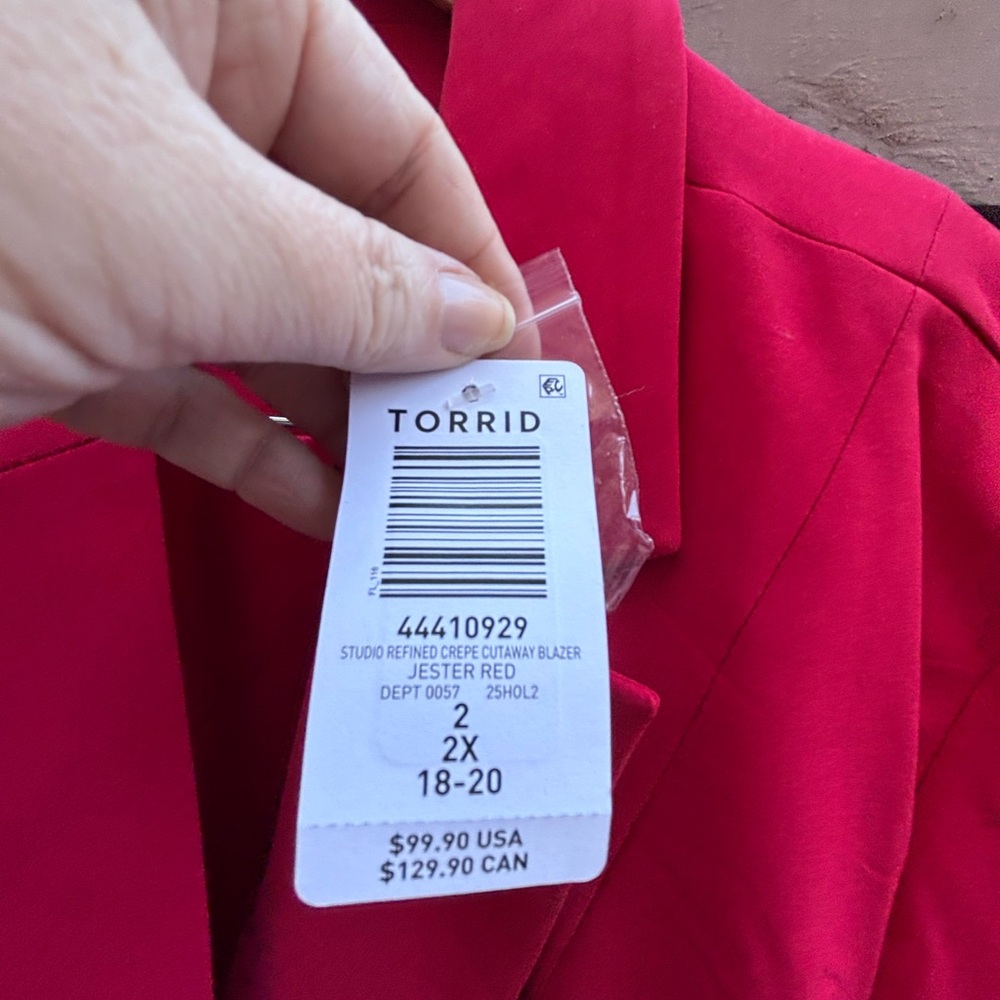 TORRID
FL_116
44410929
STUDIO REFINED CREPE CUTAWAY BLAZER
JESTER RED
DEPT 0057 25HOL2
2
2X
18-20
$99.90 USA
$129.90 CAN